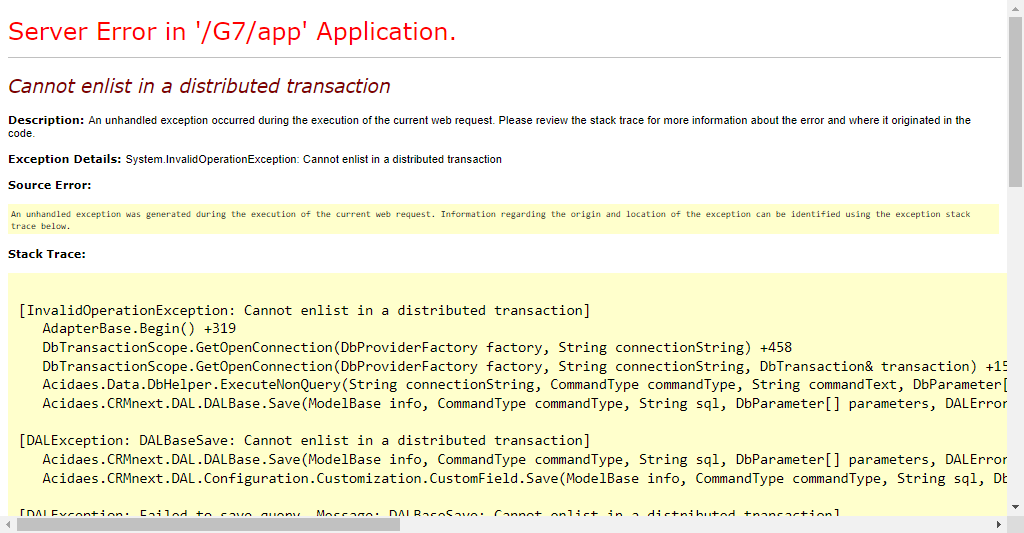 Server Error in '/G7/app' Application.
Cannot enlist in a distributed transaction
Description: An unhandled exception occurred during the execution of the current web request. Please review the stack trace for more information about the error and where it originated in the
code.
Exception Details: System.InvalidOperationException: Cannot enlist in a distributed transaction
Source Error:
An unhandled exception was generated during the execution of the current web request. Information regarding the origin and location of the exception can be identified using the exception stack
trace below.
Stack Trace:
[InvalidOperationException: Cannot enlist in a distributed transaction]
AdapterBase.Begin() +319
DbTransactionScope.GetOpenConnection(DbProviderFactory factory, String connectionString) +458
DbTransactionScope.GetOpenConnection(DbProviderFactory factory, String connectionString, DbTransaction& transaction) +15
Acidaes.Data.DbHelper.ExecuteNonQuery(String connectionString, CommandType commandType, String commandText, DbParameter[
Acidaes.CRMnext.DAL.DALBase.Save(ModelBase info, CommandType commandType, String sql, DbParameter[] parameters, DALError
[DALException: DALBaseSave: Cannot enlist in a distributed transaction]
Acidaes.CRMnext.DAL.DALBase.Save(ModelBase info, CommandType commandType, String sql, DbParameter[] parameters, DALError
Acidaes.CRMnext.DAL.Configuration.Customization.CustomField.Save(ModelBase info, CommandType commandType, String sql, Db
[DALException: Failed to save query. Message: DALBaseSave: Cannot enlist in a distributed transaction]